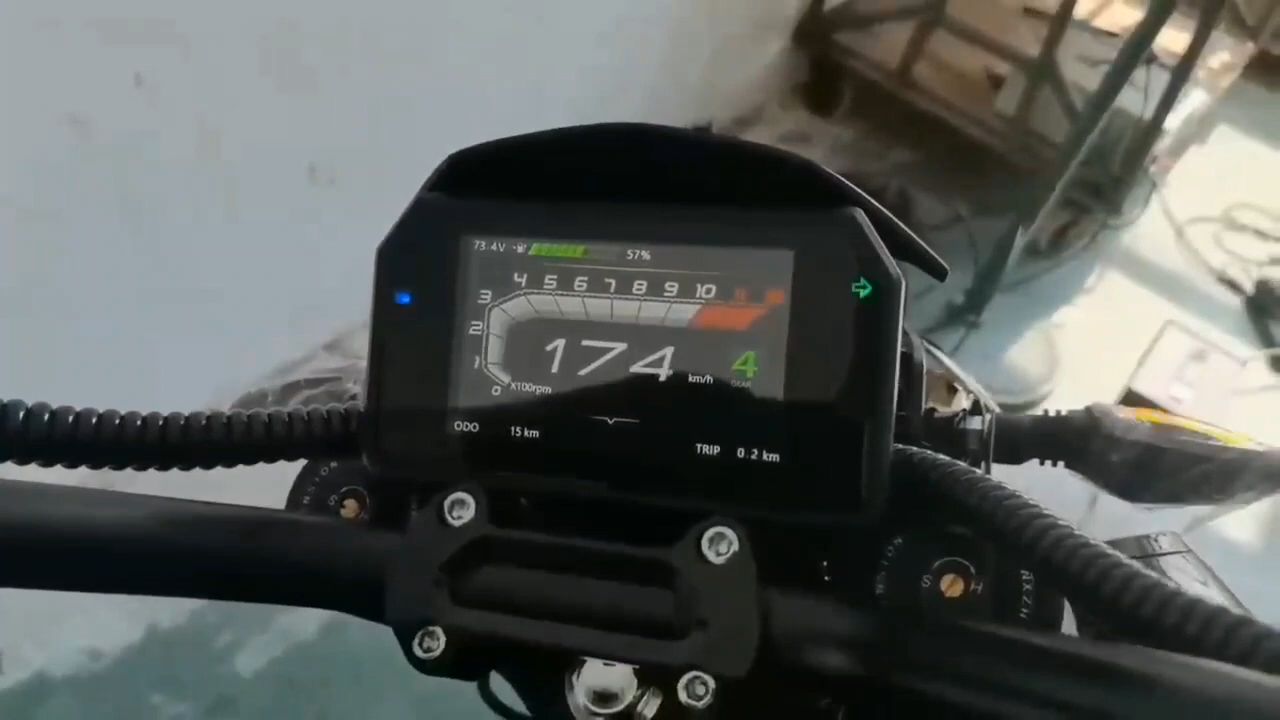 73.4V 57%
4 5 6 7 8 9 10
3
2
1
0 X100rpm
174 km/h
4
GEAR
ODO 15 km
TRIP 0.2 km
S
S H